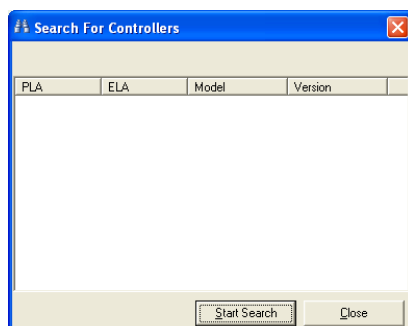 Search For Controllers
PLA ELA Model Version
Start Search Close